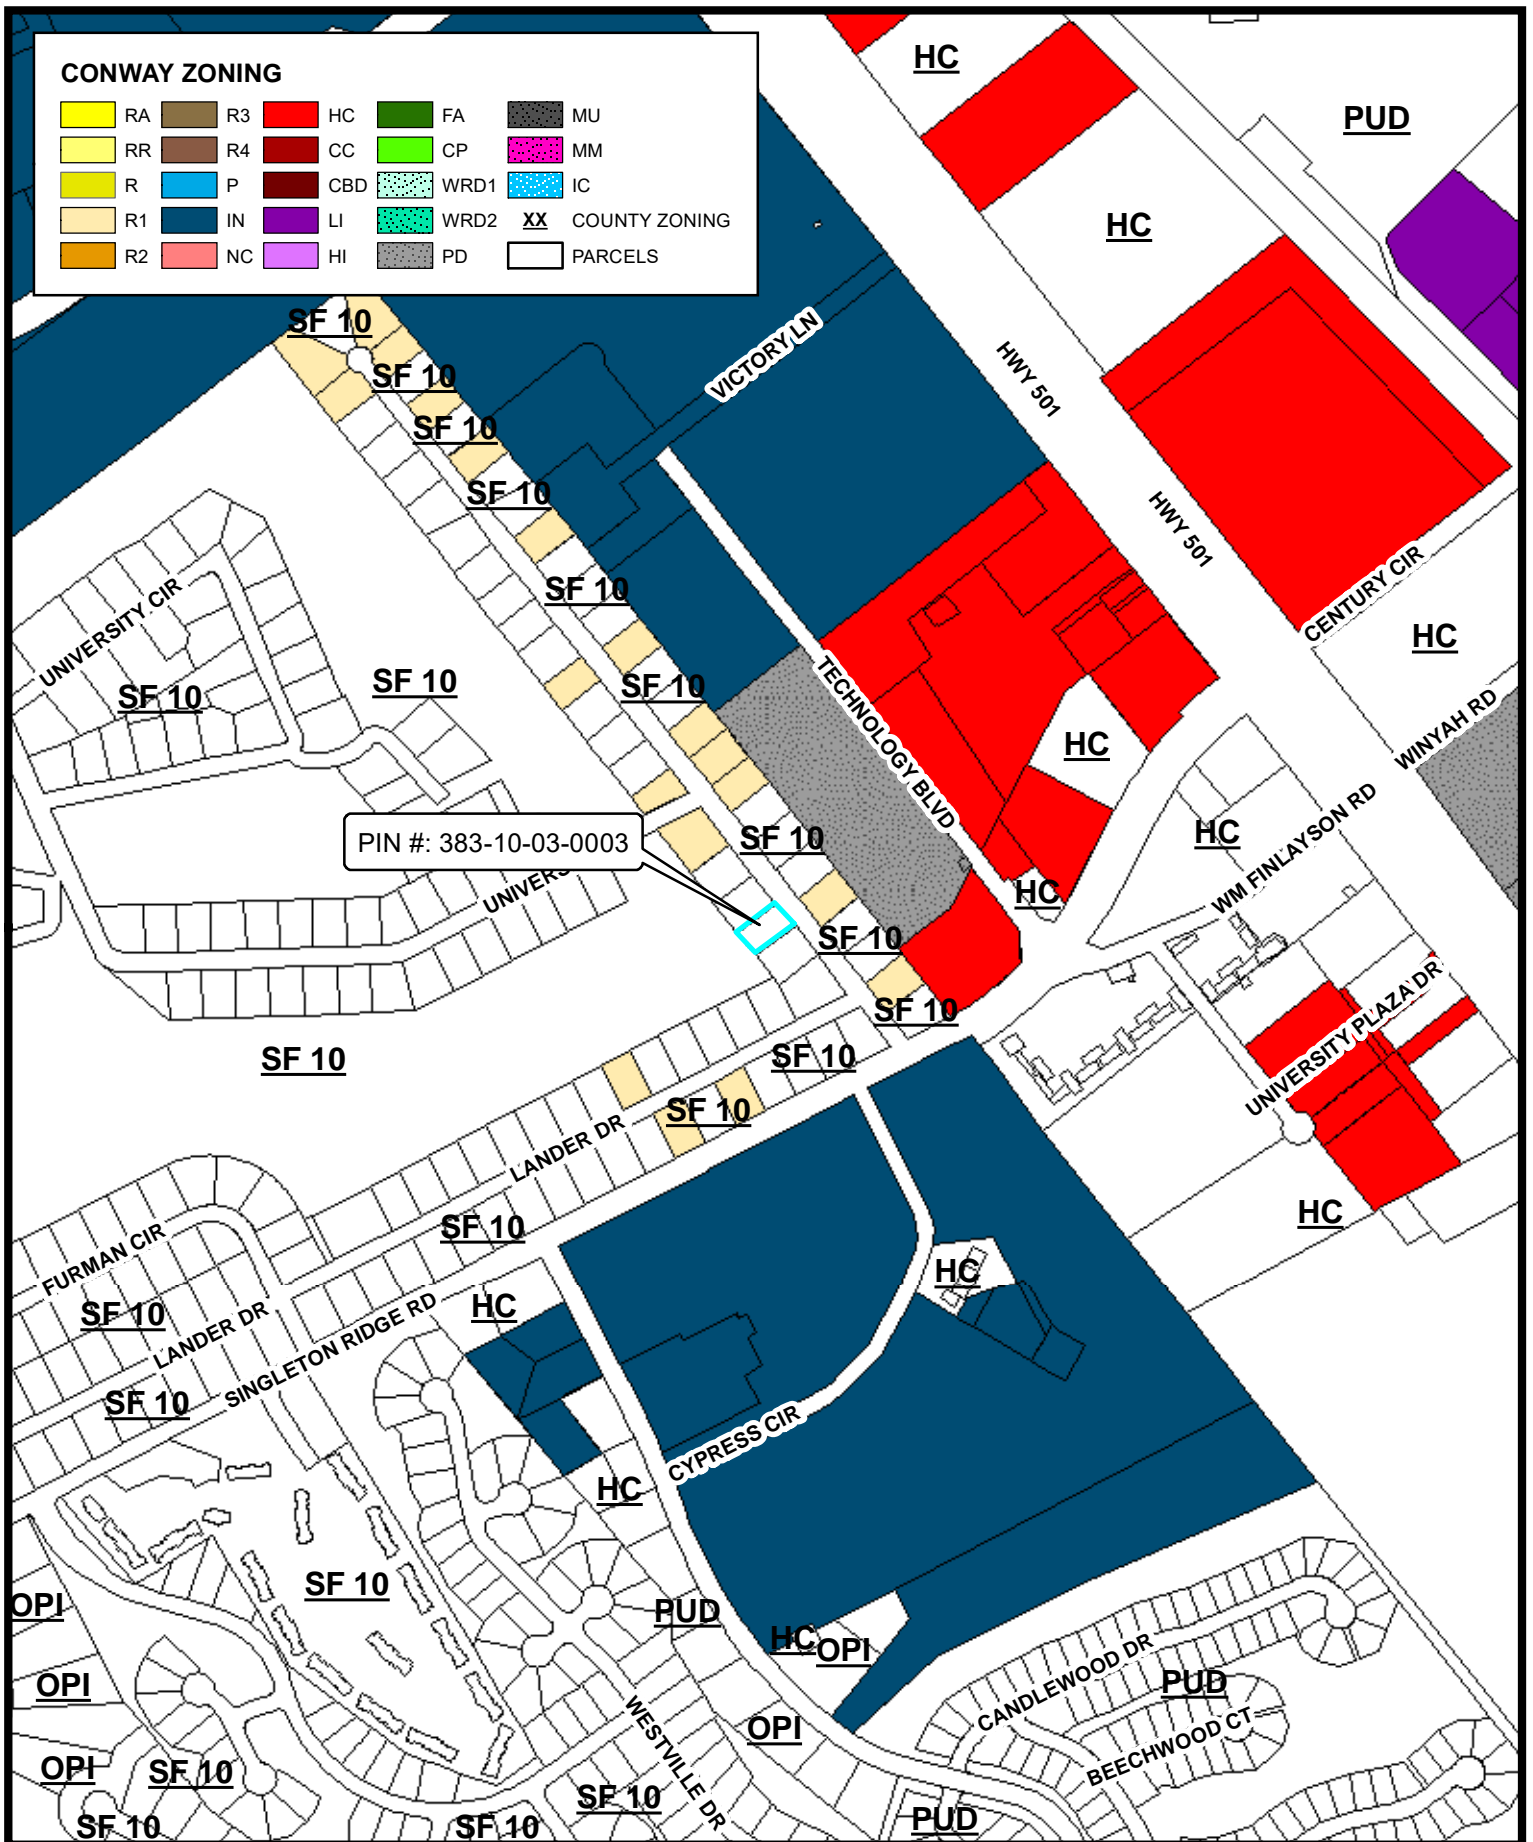 CONWAY ZONING
RA R3 HC FA MU
RR R4 CC CP MM
R P CBD WRD1 IC
R1 IN LI WRD2 XX COUNTY ZONING
R2 NC HI PD PARCELS
HC
PUD
HC
SF 10
VICTORY LN
HWY 501
SF 10
SF 10
SF 10
HWY 501
CENTURY CIR
SF 10
UNIVERSITY CIR
HC
SF 10
SF 10
SF 10
TECHNOLOGY BLVD
WINYAH RD
HC
PIN #: 383-10-03-0003
SF 10
HC
WM FINLAYSON RD
UNIVERS
HC
SF 10
SF 10
UNIVERSITY PLAZA DR
SF 10
SF 10
SF 10
LANDER DR
HC
SF 10
FURMAN CIR
HC
SF 10
HC
LANDER DR
SINGLETON RIDGE RD
SF 10
CYPRESS CIR
HC
SF 10
OPI
PUD
HC
OPI
OPI
CANDLEWOOD DR
PUD
WESTVILLE DR
OPI
BEECHWOOD CT
OPI
SF 10
SF 10
SF 10
SF 10
PUD